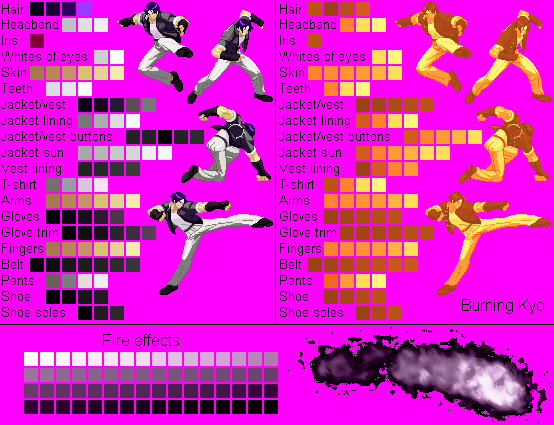 Hair
Headband
Iris
Whites of eyes
Skin
Teeth
Jacket/vest
Jacket lining
Jacket/vest buttons
Jacket sun
Vest lining
T-shirt
Arms
Gloves
Glove trim
Fingers
Belt
Pants
Shoe
Shoe soles
Hair
Headband
Iris
Whites of eyes
Skin
Teeth
Jacket/vest
Jacket lining
Jacket/vest buttons
Jacket sun
Vest lining
T-shirt
Arms
Gloves
Glove trim
Fingers
Belt
Pants
Shoe
Shoe soles
Burning Kyo
Fire effects